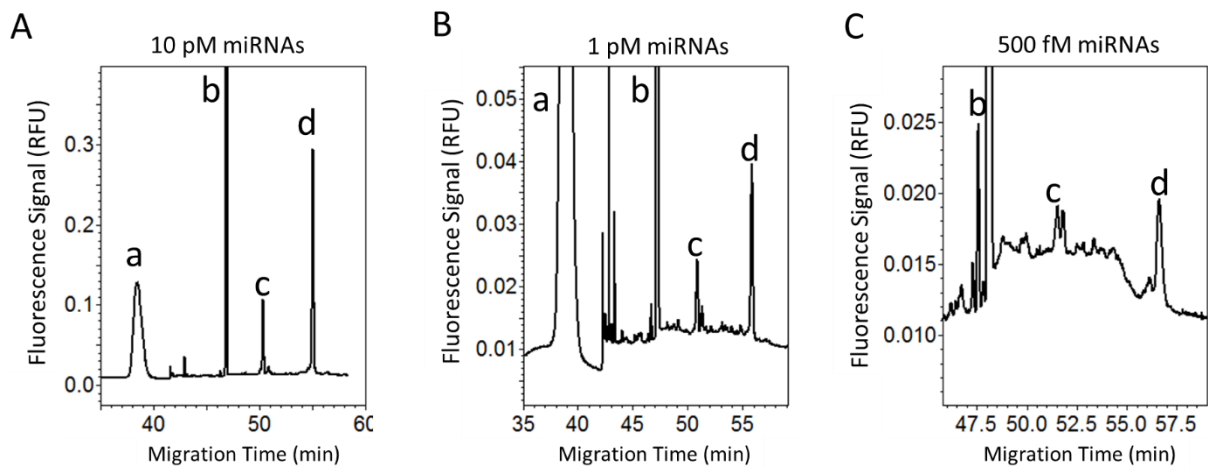 A
10 pM miRNAs
Fluorescence Signal (RFU)
0.3
0.2
0.1
0.0
a
b
c
d
40
50
60
Migration Time (min)
B
1 pM miRNAs
Fluorescence Signal (RFU)
0.05
0.04
0.03
0.02
0.01
a
b
c
d
35
40
45
50
55
Migration Time (min)
C
500 fM miRNAs
Fluorescence Signal (RFU)
0.025
0.020
0.015
0.010
b
c
d
47.5
50.0
52.5
55.0
57.5
Migration Time (min)